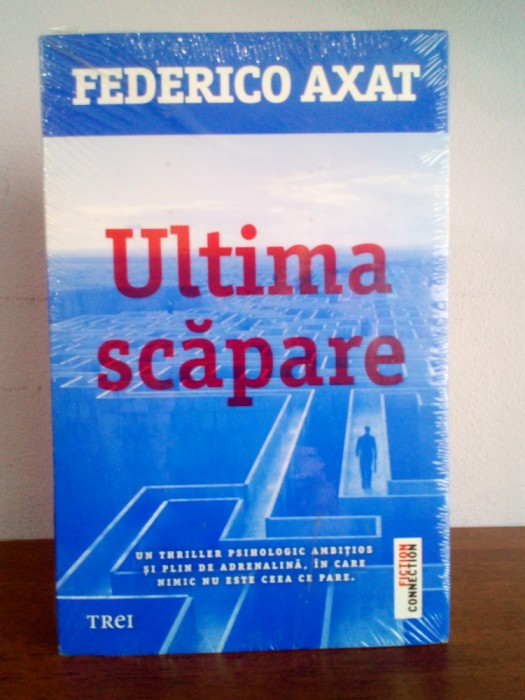 FEDERICO AXAT
Ultima
scăpare
UN THRILLER PSIHOLOGIC AMBIȚIOS
ȘI PLIN DE ADRENALINĂ, ÎN CARE
NIMIC NU ESTE CEEA CE PARE.
TREI
FICTION
CONNECTION